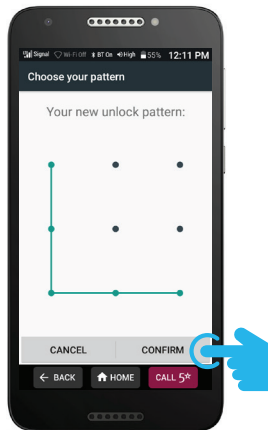 Signal Wi-Fi Off BT On High 55% 12:11 PM
Choose your pattern
Your new unlock pattern:
CANCEL CONFIRM
BACK HOME CALL 5☆